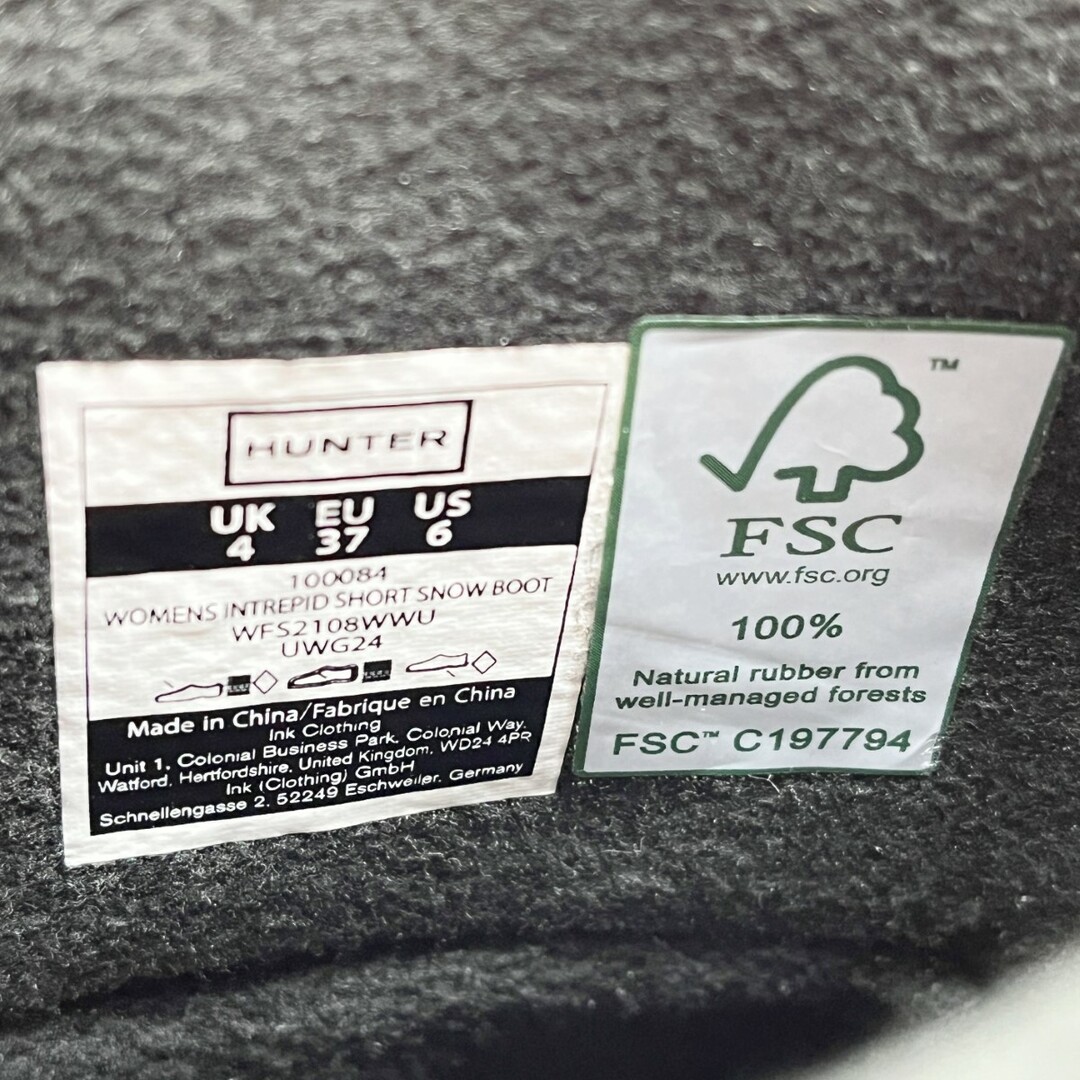 HUNTER
UK EU US
4 37 6
100084
WOMENS INTREPID SHORT SNOW BOOT
WFS2108WWU
UWG24
Made in China/Fabrique en China
Ink Clothing
Unit 1, Colonial Business Park, Colonial Way,
Watford, Hertfordshire, United Kingdom, WD24 4PR
Ink (Clothing) GmbH
Schnellengasse 2, 52249 Eschweiler, Germany
TM
FSC
www.fsc.org
100%
Natural rubber from
well-managed forests
FSC™ C197794